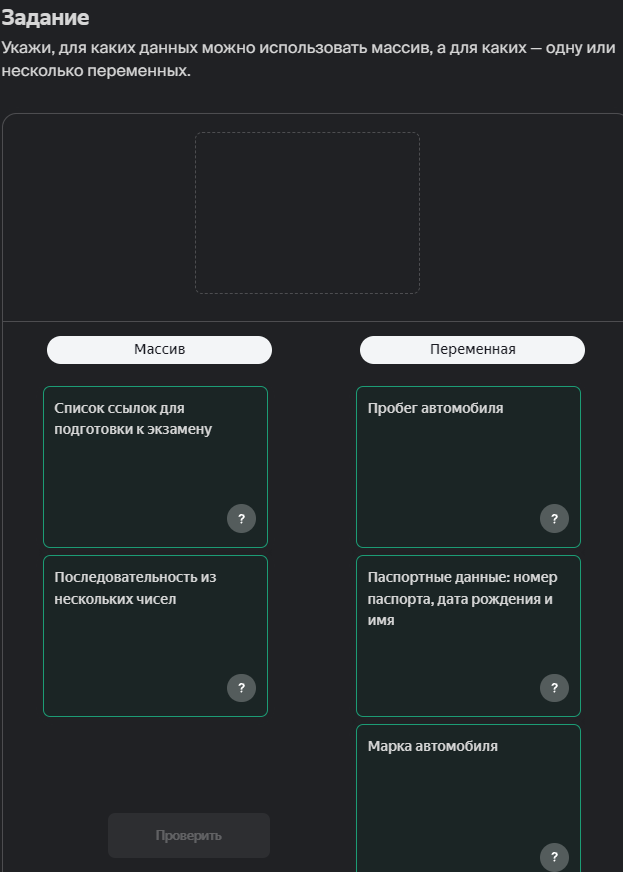 Задание
Укажи, для каких данных можно использовать массив, а для каких — одну или
несколько переменных.
Массив
Переменная
Список ссылок для
подготовки к экзамену
?
Пробег автомобиля
?
Последовательность из
нескольких чисел
?
Паспортные данные: номер
паспорта, дата рождения и
имя
?
Марка автомобиля
?
Проверить